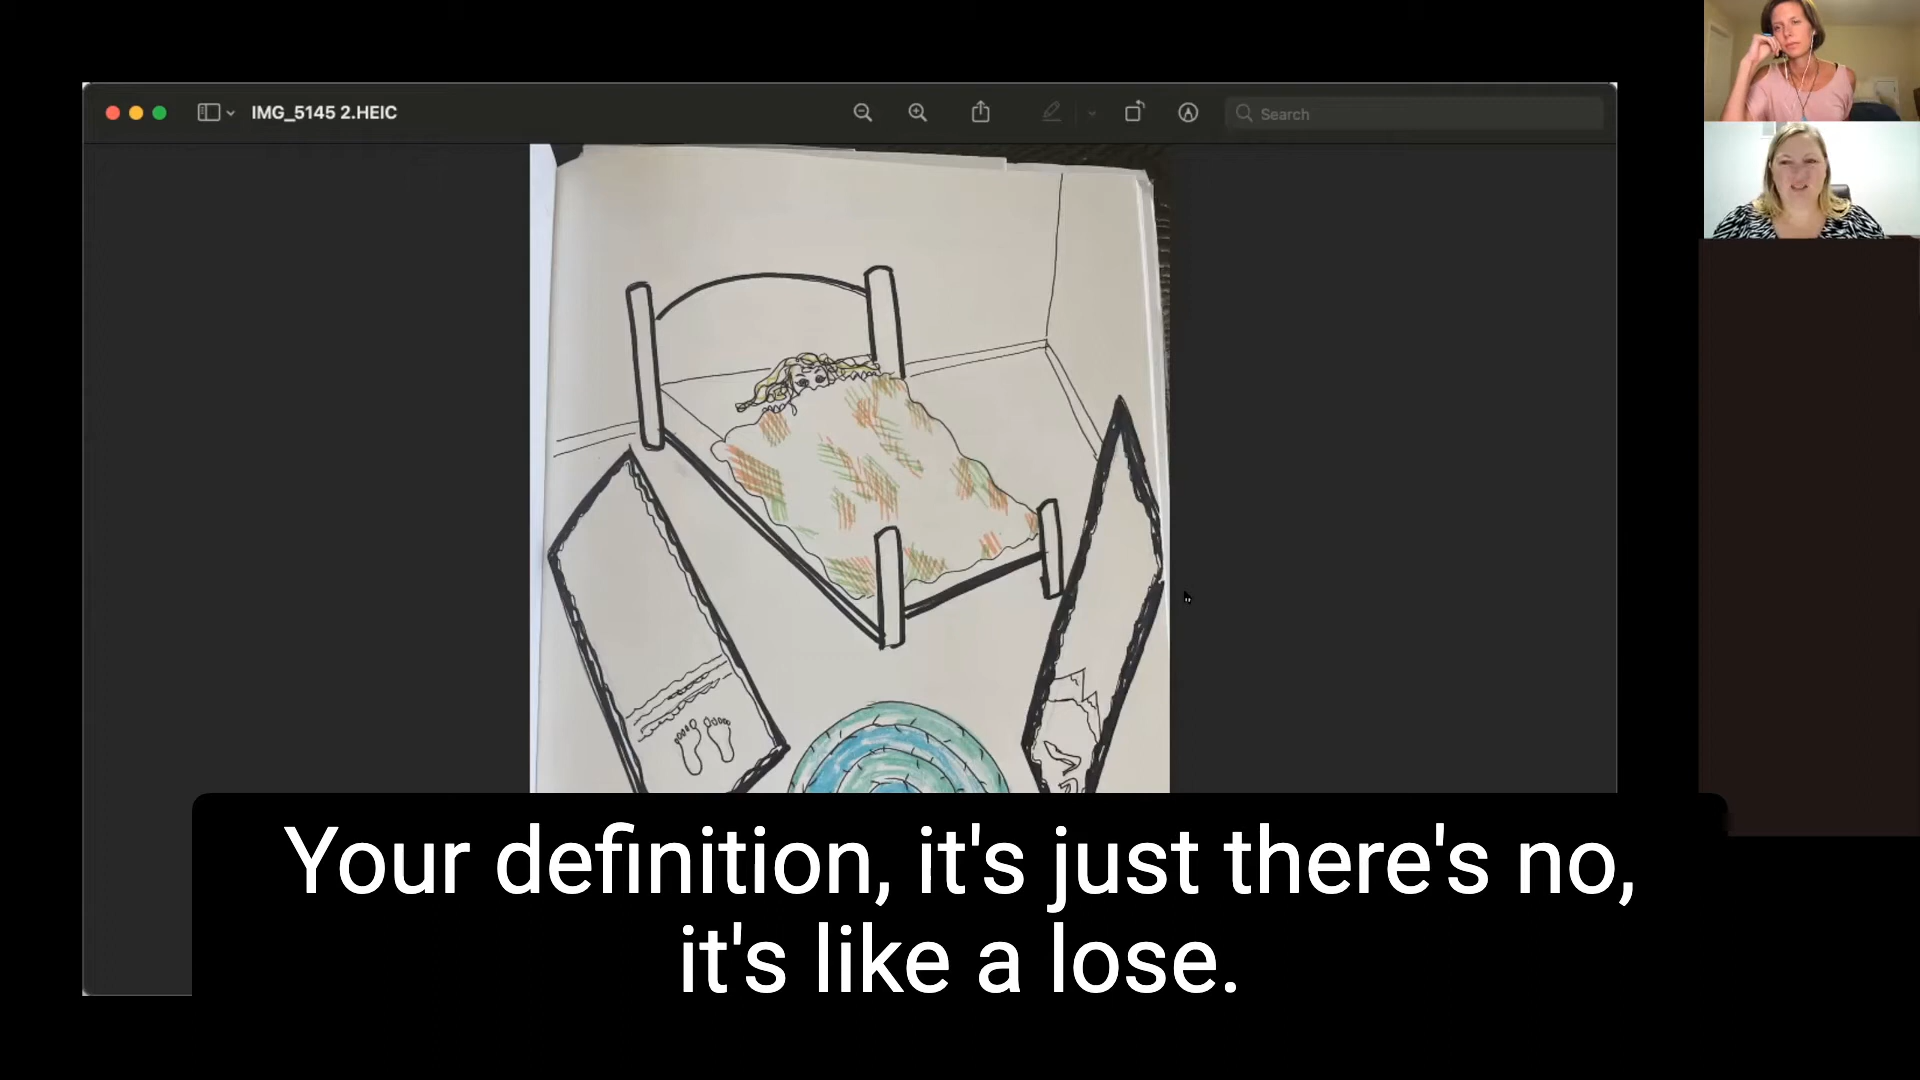 IMG_5145 2.HEIC
Search
Your definition, it's just there's no,
it's like a lose.